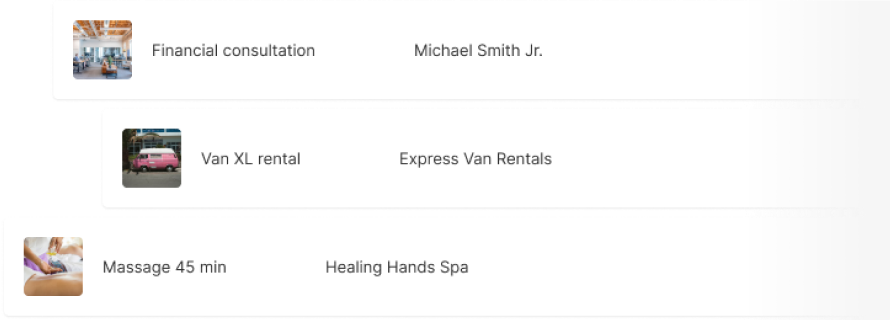 Financial consultation Michael Smith Jr.
Van XL rental Express Van Rentals
Massage 45 min Healing Hands Spa